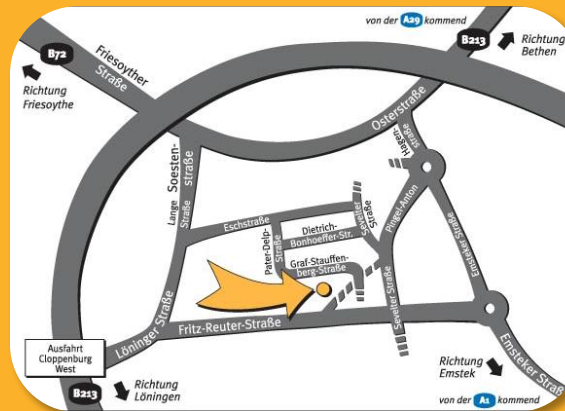 von der A29 kommend
B213
Richtung
Bethen
B72
Friesoyther
Straße
Richtung
Friesoythe
Osterstraße
Hagen-
straße
Soesten-
straße
Lange
Straße
Eschstraße
Sevelter
Straße
Pingel-Anton
Dietrich-
Bonhoeffer-Str.
Pater-Delp-
Straße
Graf-Stauffen-
berg-Straße
Emsteker Straße
Sevelter Straße
Löninger Straße
Fritz-Reuter-Straße
Ausfahrt
Cloppenburg
West
B213
Richtung
Löningen
Richtung
Emstek
Emsteker Straß
von der A1 kommend